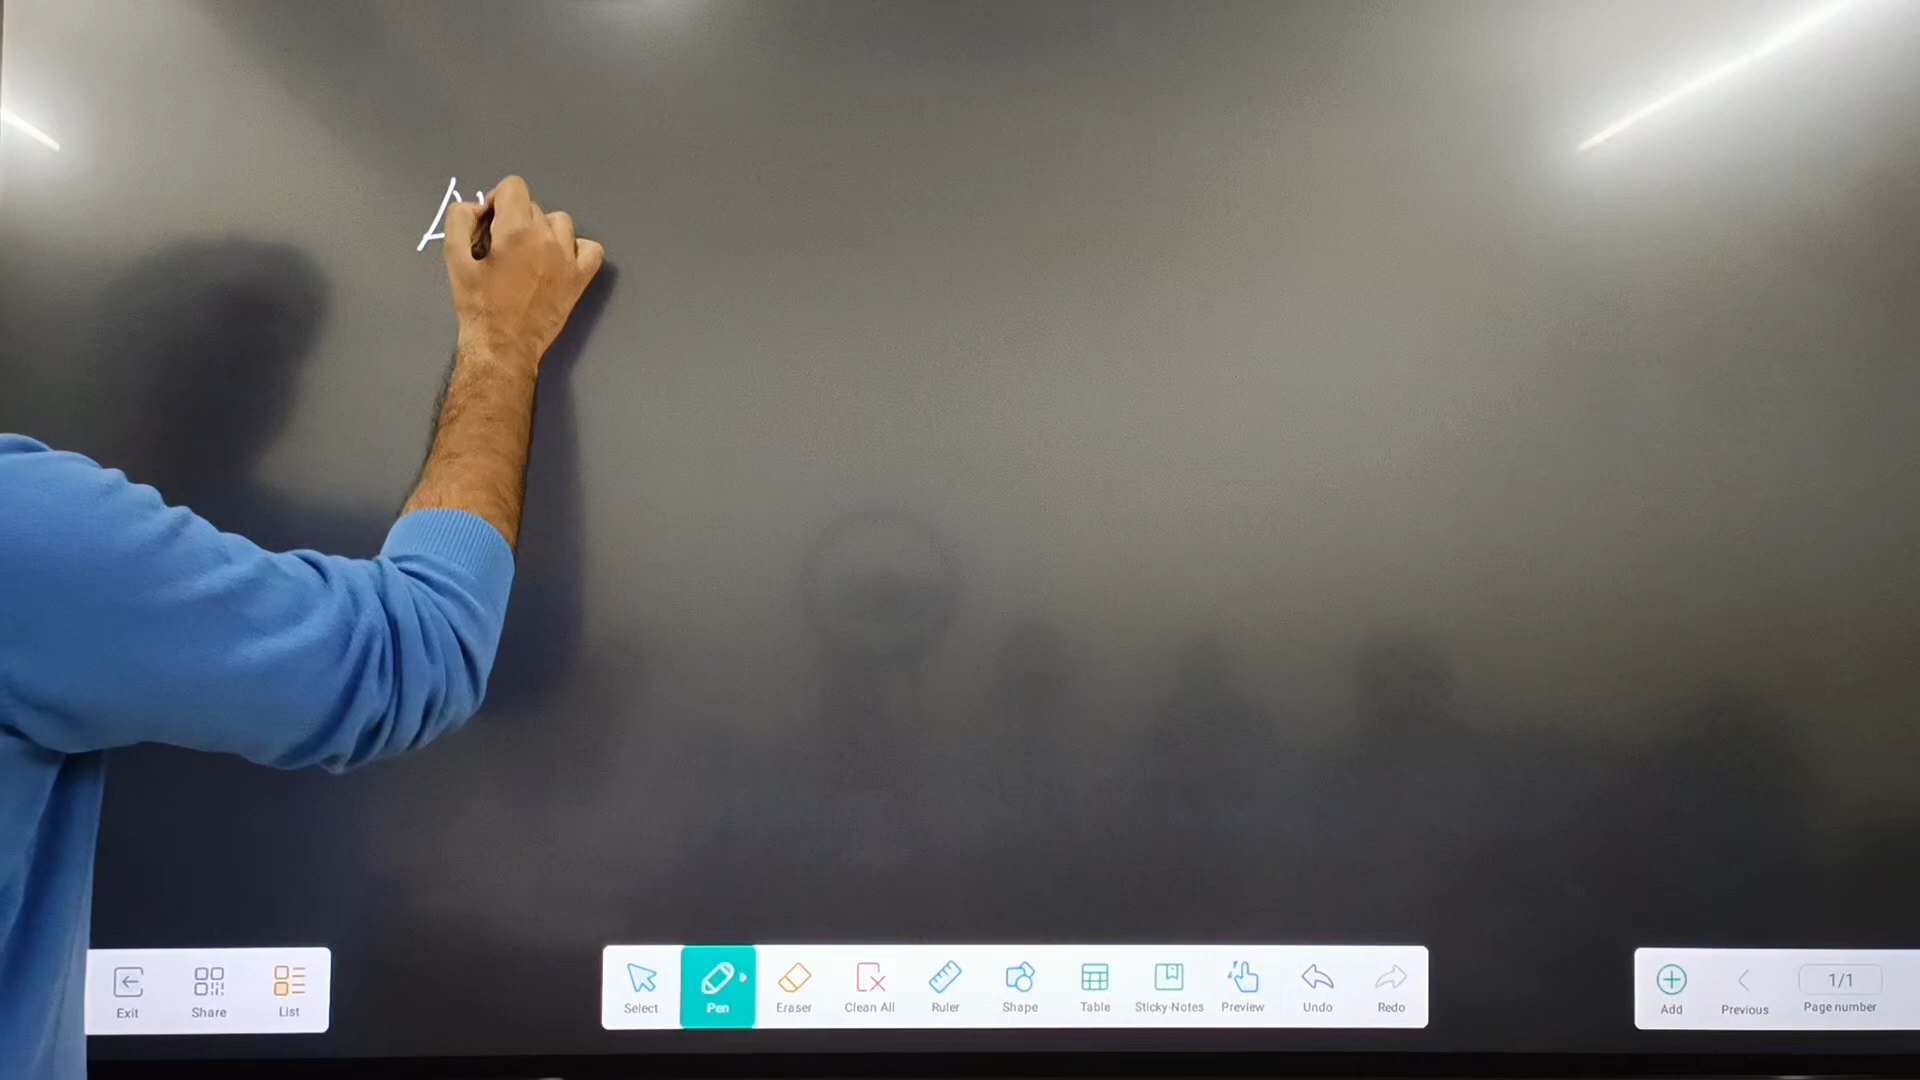 Exit
Share
List
Select
Pen
Eraser
Clean All
Ruler
Shape
Table
Sticky-Notes
Preview
Undo
Redo
Add
Previous
1/1
Page number